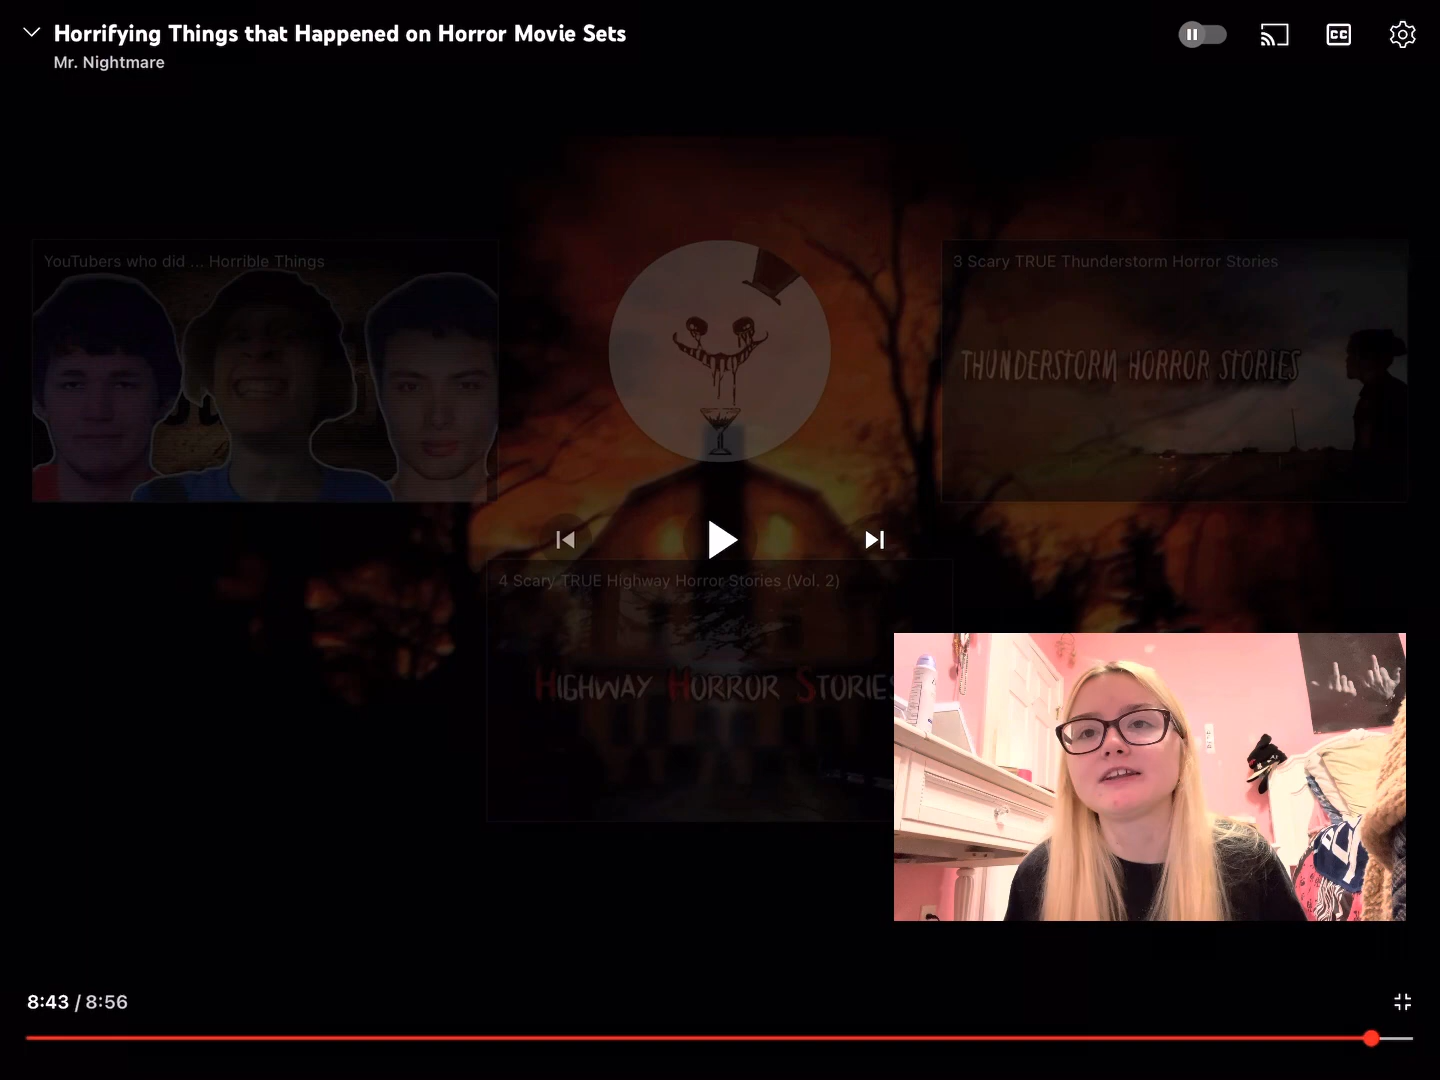 Horrifying Things that Happened on Horror Movie Sets
Mr. Nightmare
CC
YouTubers who did ... Horrible Things
3 Scary TRUE Thunderstorm Horror Stories
THUNDERSTORM HORROR STORIES
4 Scary TRUE Highway Horror Stories (Vol. 2)
HIGHWAY HORROR STORIES
8:43 / 8:56